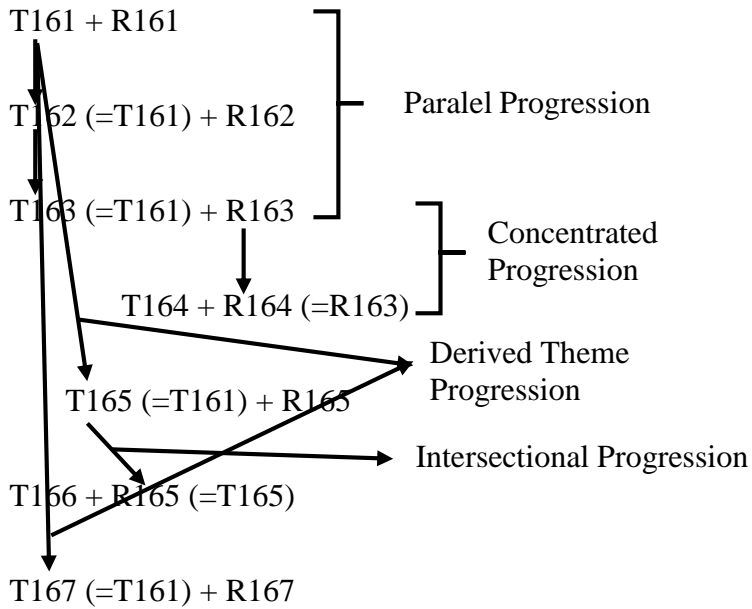 T161 + R161
T162 (=T161) + R162
Paralel Progression
T163 (=T161) + R163
Concentrated
Progression
T164 + R164 (=R163)
Derived Theme
Progression
T165 (=T161) + R165
Intersectional Progression
T166 + R165 (=T165)
T167 (=T161) + R167